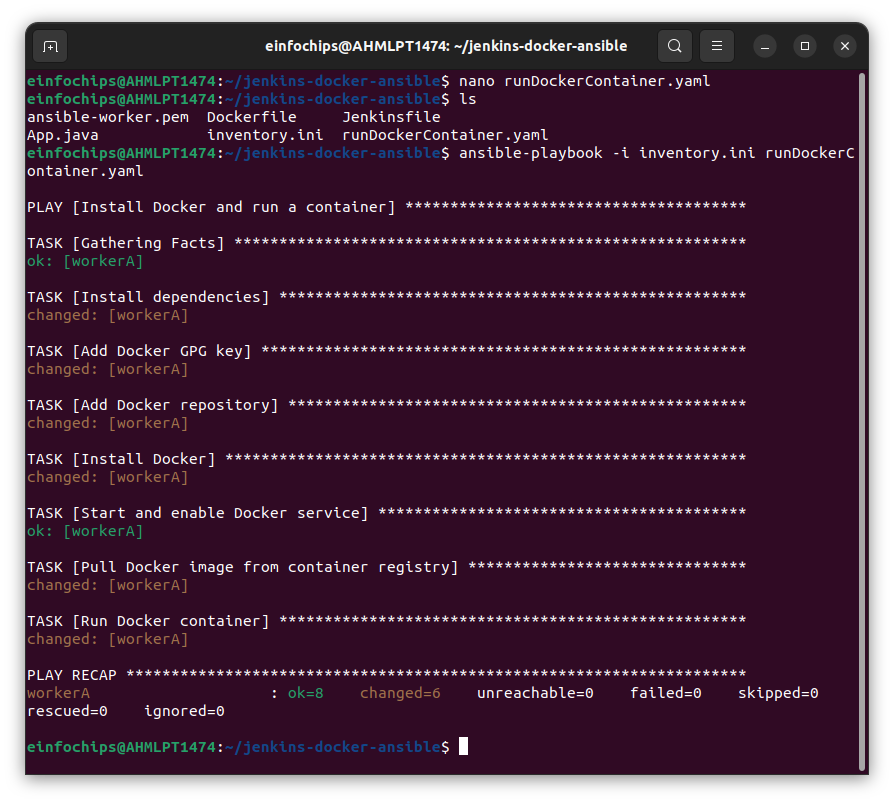 einfochips@AHMLPT1474: ~/jenkins-docker-ansible
einfochips@AHMLPT1474:~/jenkins-docker-ansible$ nano runDockerContainer.yaml
einfochips@AHMLPT1474:~/jenkins-docker-ansible$ ls
ansible-worker.pem  Dockerfile     Jenkinsfile
App.java            inventory.ini  runDockerContainer.yaml
einfochips@AHMLPT1474:~/jenkins-docker-ansible$ ansible-playbook -i inventory.ini runDockerC
ontainer.yaml
PLAY [Install Docker and run a container] **************************************
TASK [Gathering Facts] *********************************************************
ok: [workerA]
TASK [Install dependencies] ****************************************************
changed: [workerA]
TASK [Add Docker GPG key] ******************************************************
changed: [workerA]
TASK [Add Docker repository] ***************************************************
changed: [workerA]
TASK [Install Docker] **********************************************************
changed: [workerA]
TASK [Start and enable Docker service] *****************************************
ok: [workerA]
TASK [Pull Docker image from container registry] *******************************
changed: [workerA]
TASK [Run Docker container] ****************************************************
changed: [workerA]
PLAY RECAP *********************************************************************
workerA                    : ok=8    changed=6    unreachable=0    failed=0    skipped=0
rescued=0    ignored=0
einfochips@AHMLPT1474:~/jenkins-docker-ansible$